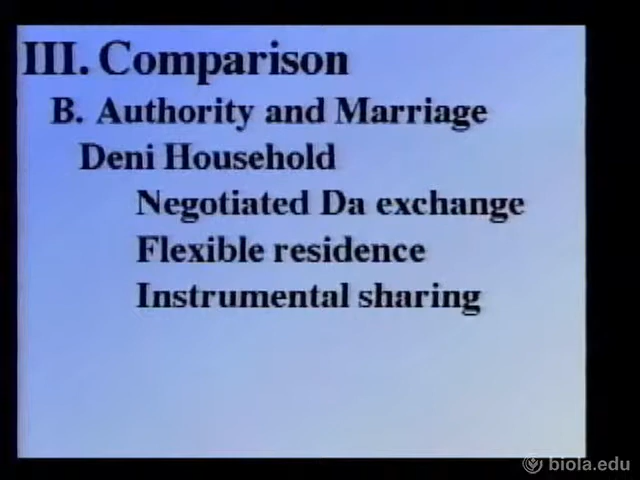 III. Comparison
B. Authority and Marriage
Deni Household
Negotiated Da exchange
Flexible residence
Instrumental sharing
biola.edu